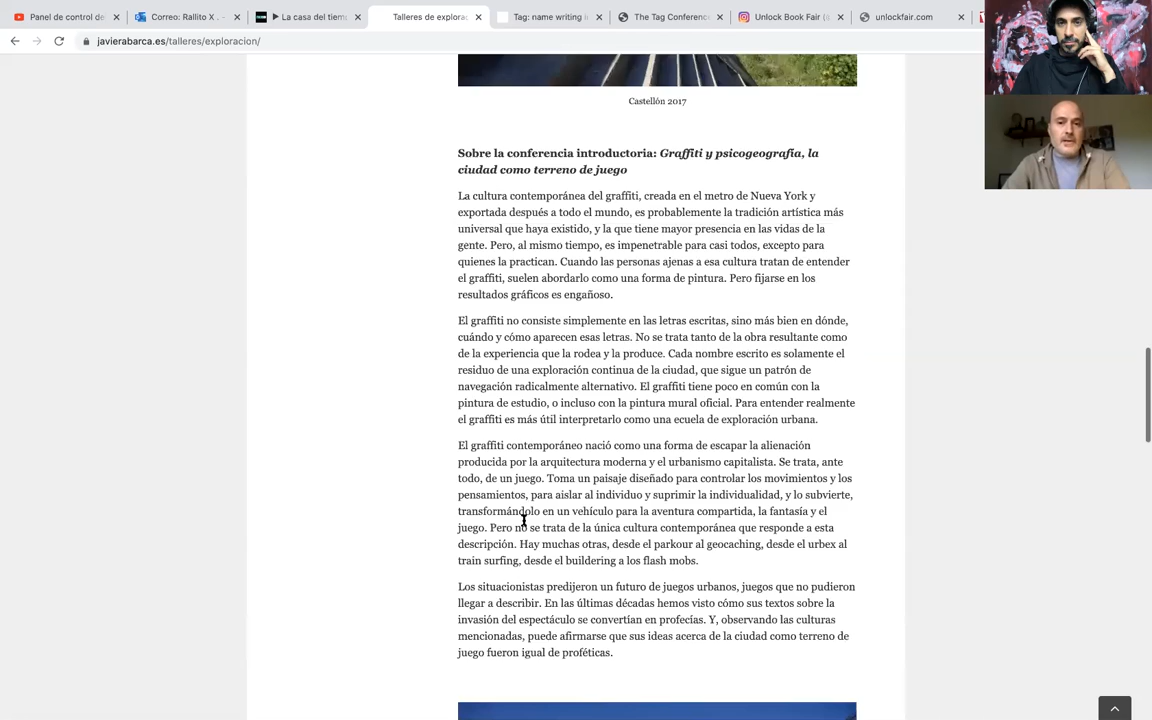 Panel de control de
Correo: Rallito X . -
La casa del tiem
Talleres de explora
Tag: name writing i
The Tag Conference
Unlock Book Fair (@
unlockfair.com
javierabarca.es/talleres/exploracion/
Castellón 2017
Sobre la conferencia introductoria: Graffiti y psicogeografía, la
ciudad como terreno de juego
La cultura contemporánea del graffiti, creada en el metro de Nueva York y
exportada después a todo el mundo, es probablemente la tradición artística más
universal que haya existido, y la que tiene mayor presencia en las vidas de la
gente. Pero, al mismo tiempo, es impenetrable para casi todos, excepto para
quienes la practican. Cuando las personas ajenas a esa cultura tratan de entender
el graffiti, suelen abordarlo como una forma de pintura. Pero fijarse en los
resultados gráficos es engañoso.
El graffiti no consiste simplemente en las letras escritas, sino más bien en dónde,
cuándo y cómo aparecen esas letras. No se trata tanto de la obra resultante como
de la experiencia que la rodea y la produce. Cada nombre escrito es solamente el
residuo de una exploración continua de la ciudad, que sigue un patrón de
navegación radicalmente alternativo. El graffiti tiene poco en común con la
pintura de estudio, o incluso con la pintura mural oficial. Para entender realmente
el graffiti es más útil interpretarlo como una ecuela de exploración urbana.
El graffiti contemporáneo nació como una forma de escapar la alienación
producida por la arquitectura moderna y el urbanismo capitalista. Se trata, ante
todo, de un juego. Toma un paisaje diseñado para controlar los movimientos y los
pensamientos, para aislar al individuo y suprimir la individualidad, y lo subvierte,
transformándolo en un vehículo para la aventura compartida, la fantasía y el
juego. Pero no se trata de la única cultura contemporánea que responde a esta
descripción. Hay muchas otras, desde el parkour al geocaching, desde el urbex al
train surfing, desde el buildering a los flash mobs.
Los situacionistas predijeron un futuro de juegos urbanos, juegos que no pudieron
llegar a describir. En las últimas décadas hemos visto cómo sus textos sobre la
invasión del espectáculo se convertían en profecías. Y, observando las culturas
mencionadas, puede afirmarse que sus ideas acerca de la ciudad como terreno de
juego fueron igual de proféticas.